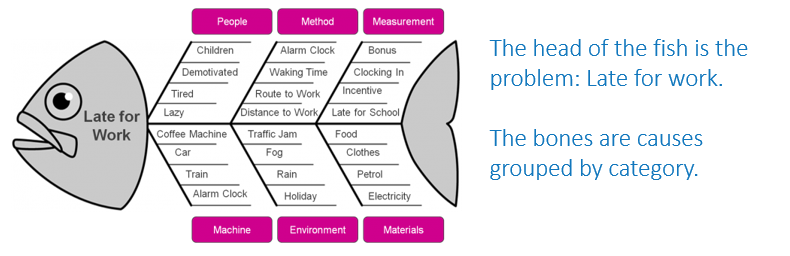 People
Method
Measurement
Children
Alarm Clock
Bonus
Demotivated
Waking Time
Clocking In
Tired
Route to Work
Incentive
Lazy
Distance to Work
Late for School
Late for
Work
Coffee Machine
Traffic Jam
Food
Car
Fog
Clothes
Train
Rain
Petrol
Alarm Clock
Holiday
Electricity
Machine
Environment
Materials
The head of the fish is the
problem: Late for work.
The bones are causes
grouped by category.